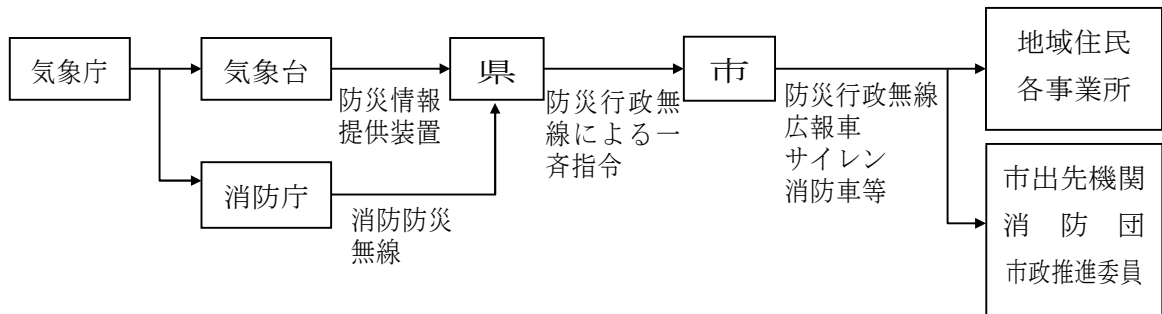 気象庁
気象台
県
市
地域住民
各事業所
防災情報
提供装置
防災行政無
線による一
斉指令
防災行政無線
広報車
サイレン
消防車等
消防庁
消防防災
無線
市出先機関
消　防　団
市政推進委員